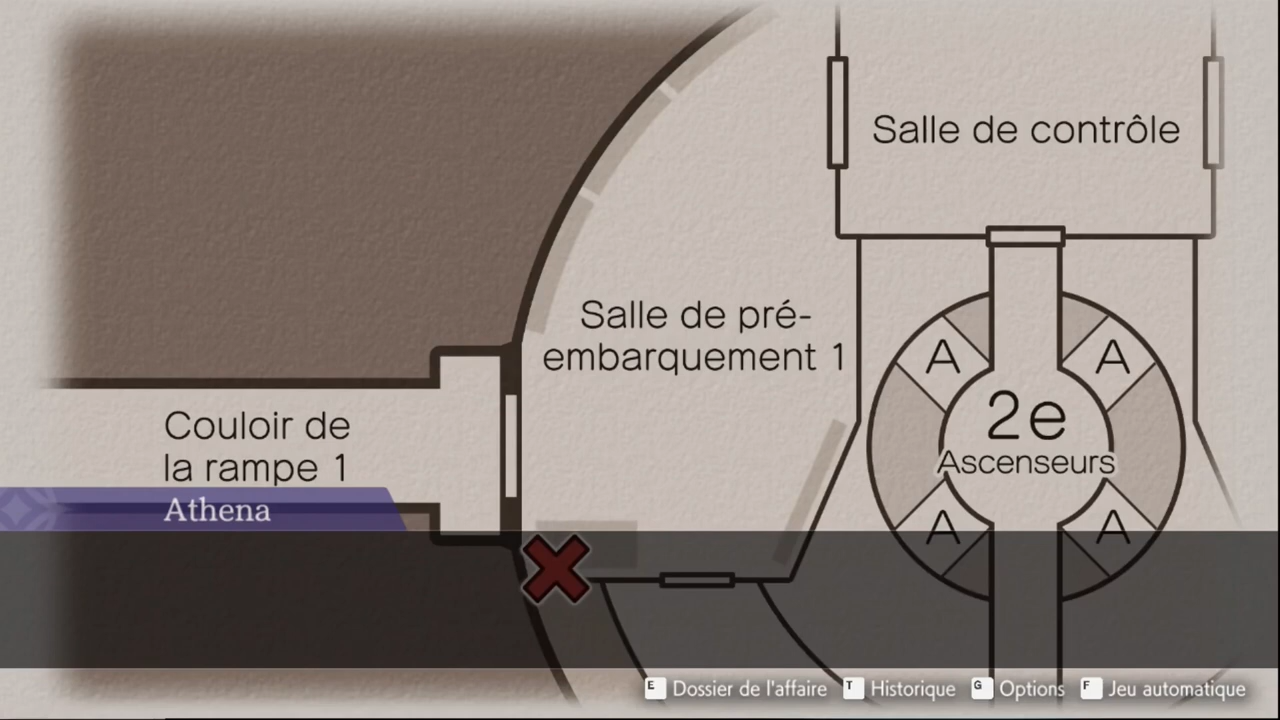 Salle de contrôle
Salle de pré-
embarquement 1
A
A
2e
Ascenseurs
Couloir de
la rampe 1
A
A
Athena
E Dossier de l'affaire T Historique G Options F Jeu automatique